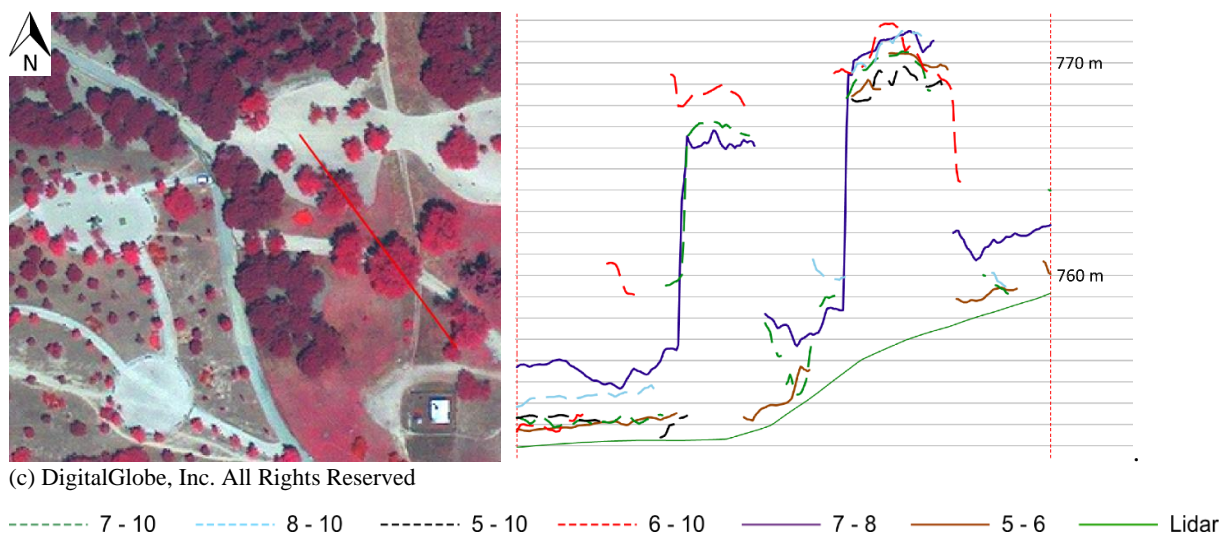 N
770 m
760 m
(c) DigitalGlobe, Inc. All Rights Reserved
.
7 - 10 8 - 10 5 - 10 6 - 10 7 - 8 5 - 6 Lidar